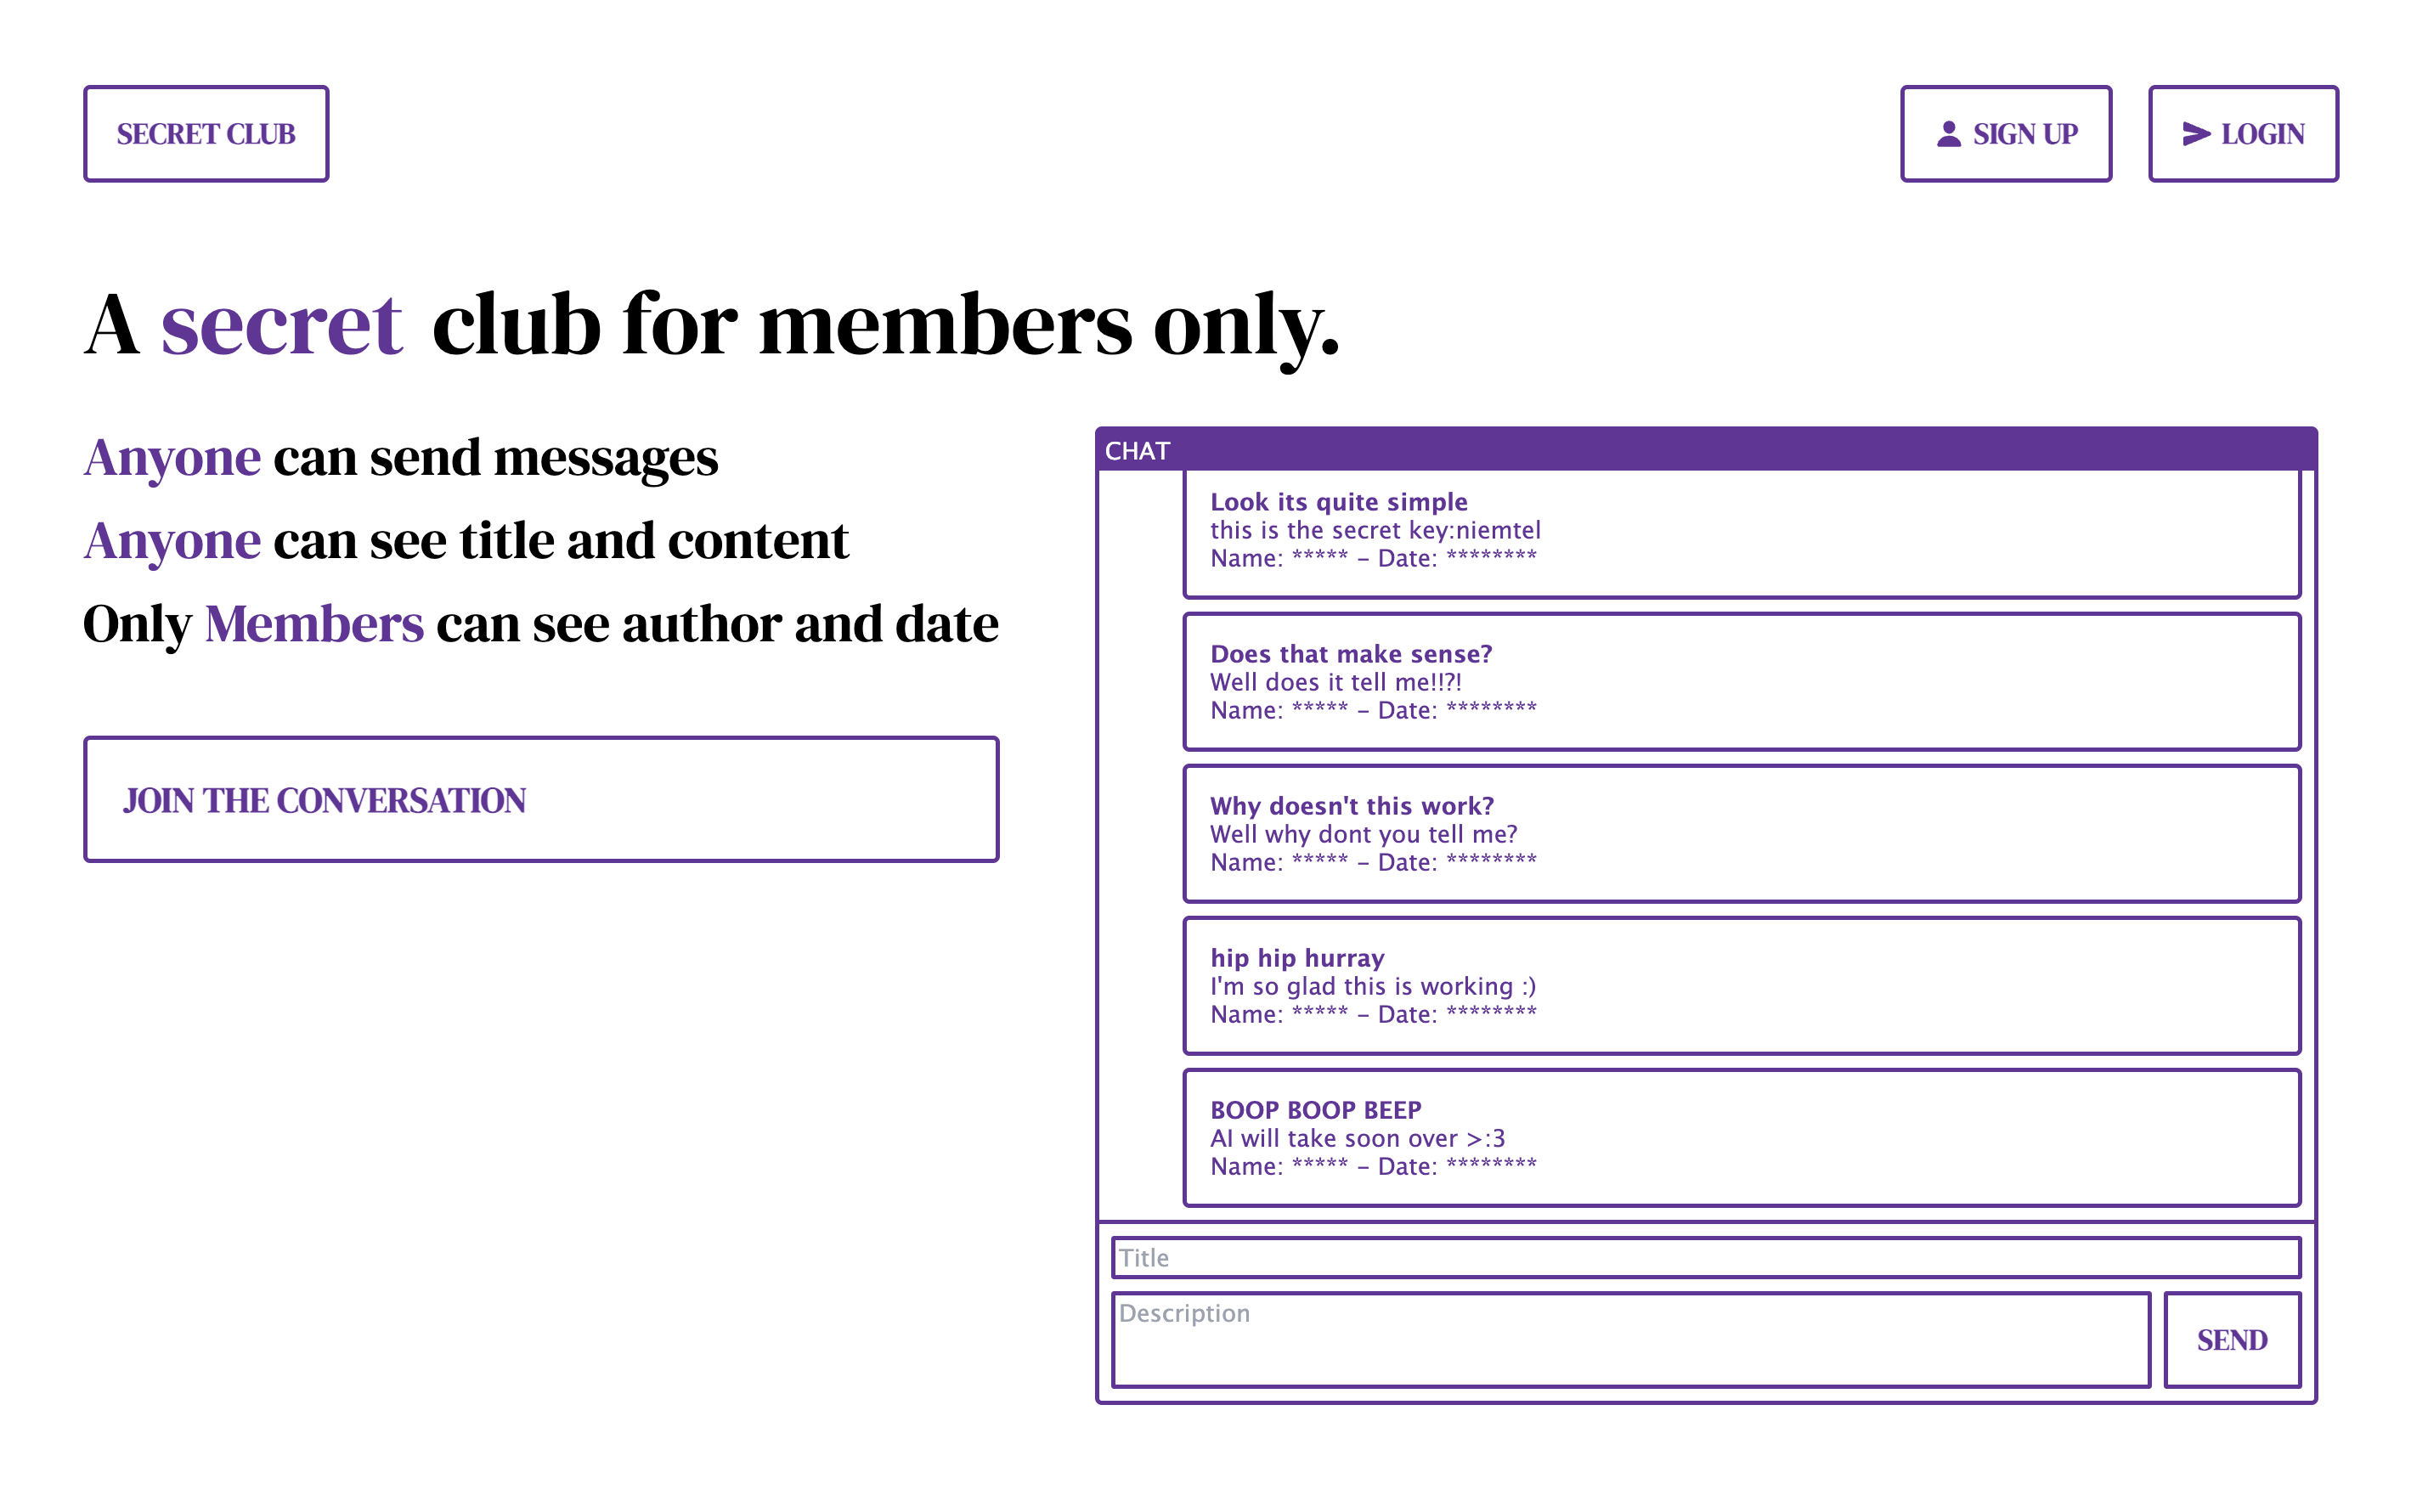 SECRET CLUB
SIGN UP
LOGIN
A secret club for members only.
Anyone can send messages
Anyone can see title and content
Only Members can see author and date
JOIN THE CONVERSATION
CHAT
Look its quite simple
this is the secret key:niemtel
Name: ***** - Date: ********
Does that make sense?
Well does it tell me!!?!
Name: ***** - Date: ********
Why doesn't this work?
Well why dont you tell me?
Name: ***** - Date: ********
hip hip hurray
I'm so glad this is working :)
Name: ***** - Date: ********
BOOP BOOP BEEP
AI will take soon over >:3
Name: ***** - Date: ********
Title
Description
SEND